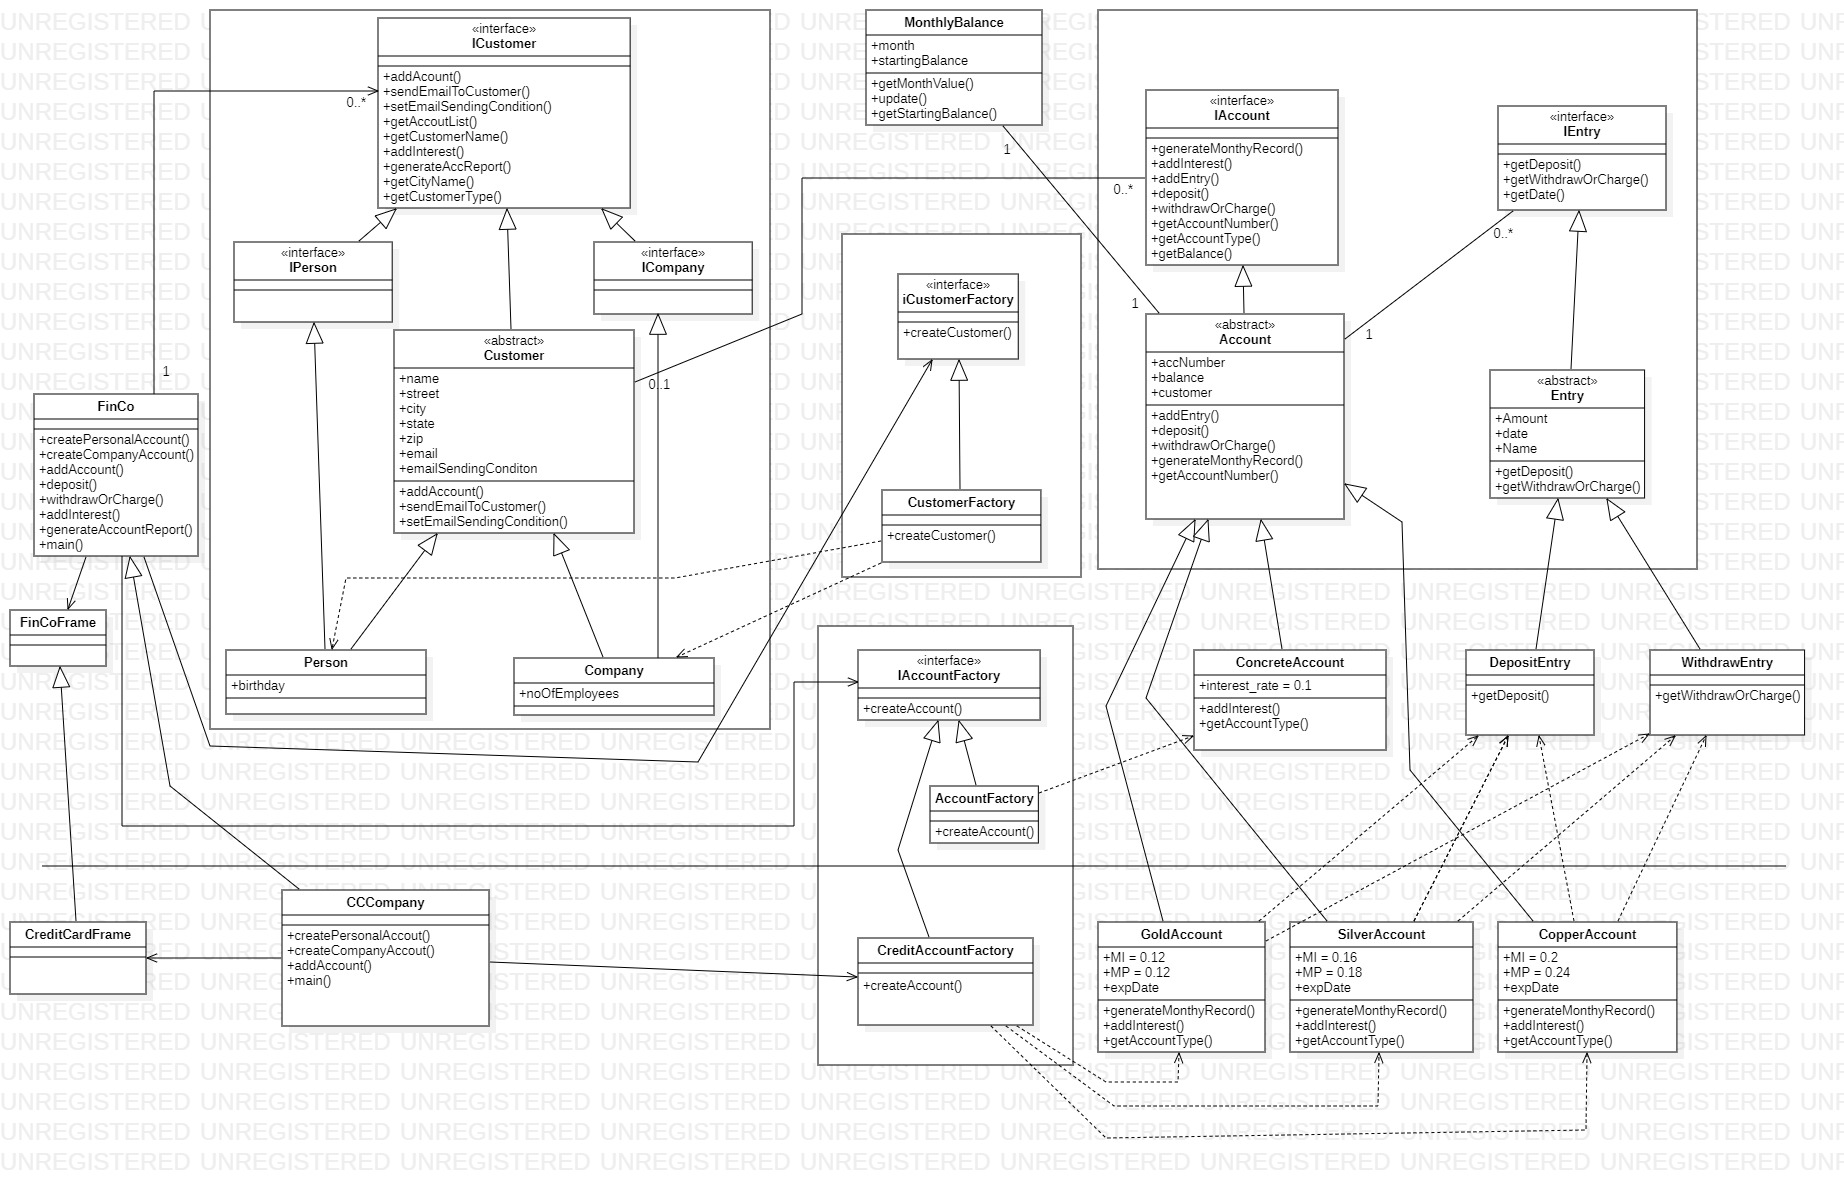 «interface»
ICustomer
+addAcount()
+sendEmailToCustomer()
+setEmailSendingCondition()
+getAccoutList()
+getCustomerName()
+addInterest()
+generateAccReport()
+getCityName()
+getCustomerType()
0..*
MonthlyBalance
+month
+startingBalance
+getMonthValue()
+update()
+getStartingBalance()
1
«interface»
IAccount
+generateMonthyRecord()
+addInterest()
+addEntry()
+deposit()
+withdrawOrCharge()
+getAccountNumber()
+getAccountType()
+getBalance()
0..*
«interface»
IEntry
+getDeposit()
+getWithdrawOrCharge()
+getDate()
0..*
«interface»
IPerson
«interface»
ICompany
«interface»
iCustomerFactory
+createCustomer()
1
«abstract»
Account
+accNumber
+balance
+customer
+addEntry()
+deposit()
+withdrawOrCharge()
+generateMonthyRecord()
+getAccountNumber()
1
«abstract»
Customer
+name
+street
+city
+state
+zip
+email
+emailSendingConditon
+addAccount()
+sendEmailToCustomer()
+setEmailSendingCondition()
0..1
1
FinCo
+createPersonalAccount()
+createCompanyAccount()
+addAccount()
+deposit()
+withdrawOrCharge()
+addInterest()
+generateAccountReport()
+main()
«abstract»
Entry
+Amount
+date
+Name
+getDeposit()
+getWithdrawOrCharge()
CustomerFactory
+createCustomer()
FinCoFrame
Person
+birthday
Company
+noOfEmployees
«interface»
IAccountFactory
+createAccount()
ConcreteAccount
+interest_rate = 0.1
+addInterest()
+getAccountType()
DepositEntry
+getDeposit()
WithdrawEntry
+getWithdrawOrCharge()
AccountFactory
+createAccount()
CreditCardFrame
CCCompany
+createPersonalAccout()
+createCompanyAccout()
+addAccount()
+main()
CreditAccountFactory
+createAccount()
GoldAccount
+MI = 0.12
+MP = 0.12
+expDate
+generateMonthyRecord()
+addInterest()
+getAccountType()
SilverAccount
+MI = 0.16
+MP = 0.18
+expDate
+generateMonthyRecord()
+addInterest()
+getAccountType()
CopperAccount
+MI = 0.2
+MP = 0.24
+expDate
+generateMonthyRecord()
+addInterest()
+getAccountType()